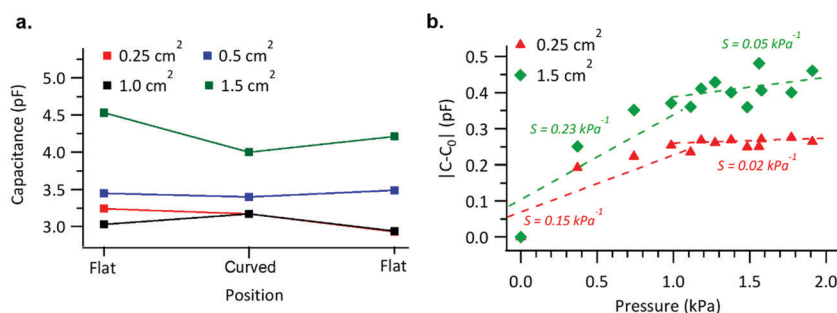 a.
0.25 cm²
0.5 cm²
1.0 cm²
1.5 cm²
Capacitance (pF)
5.0
4.5
4.0
3.5
3.0
Flat
Curved
Flat
Position
b.
0.25 cm²
1.5 cm²
S = 0.05 kPa⁻¹
S = 0.23 kPa⁻¹
S = 0.02 kPa⁻¹
S = 0.15 kPa⁻¹
|C-C₀| (pF)
0.5
0.4
0.3
0.2
0.1
0.0
0.0
0.5
1.0
1.5
2.0
Pressure (kPa)